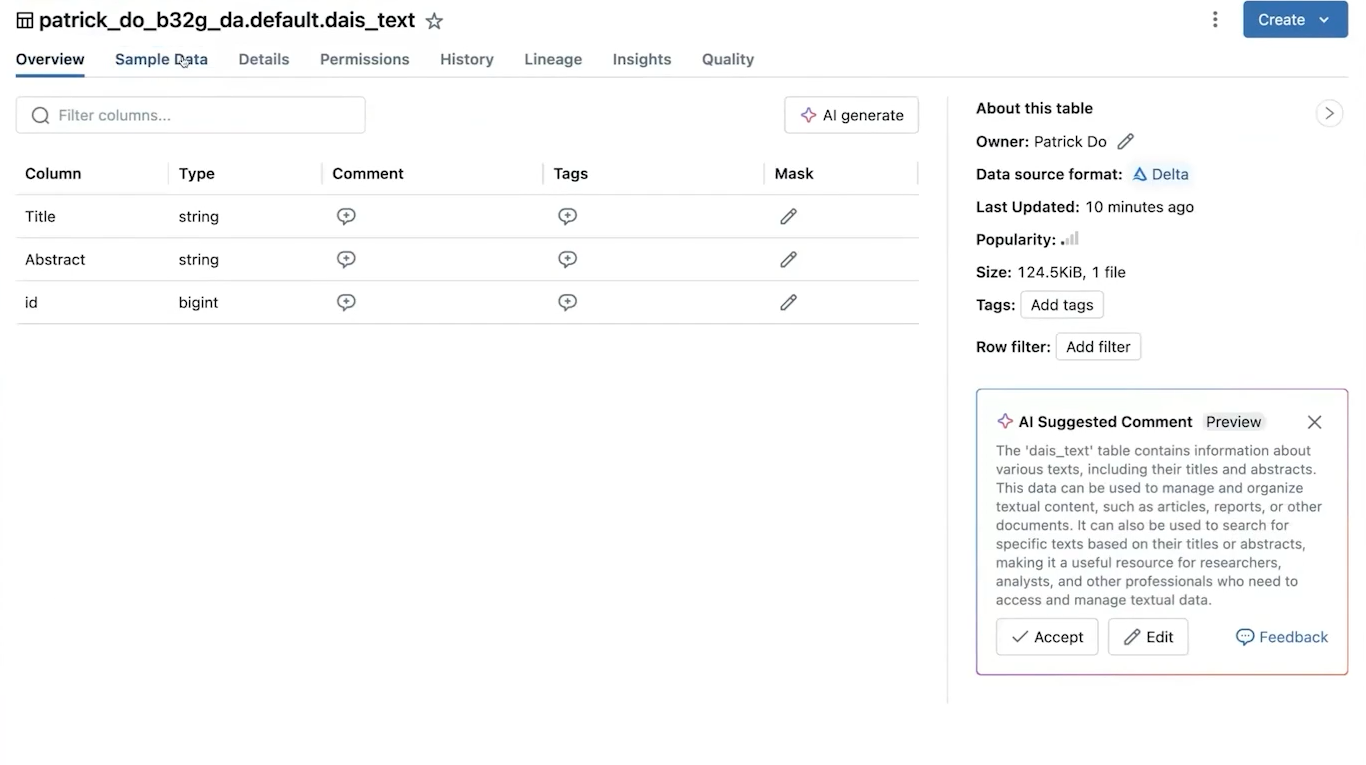 patrick_do_b32g_da.default.dais_text
Create
Overview Sample Data Details Permissions History Lineage Insights Quality
Filter columns...
AI generate
Column Type Comment Tags Mask
Title string
Abstract string
id bigint
About this table
Owner: Patrick Do
Data source format: Delta
Last Updated: 10 minutes ago
Popularity:
Size: 124.5KiB, 1 file
Tags: Add tags
Row filter: Add filter
AI Suggested Comment Preview
The 'dais_text' table contains information about
various texts, including their titles and abstracts.
This data can be used to manage and organize
textual content, such as articles, reports, or other
documents. It can also be used to search for
specific texts based on their titles or abstracts,
making it a useful resource for researchers,
analysts, and other professionals who need to
access and manage textual data.
Accept Edit Feedback